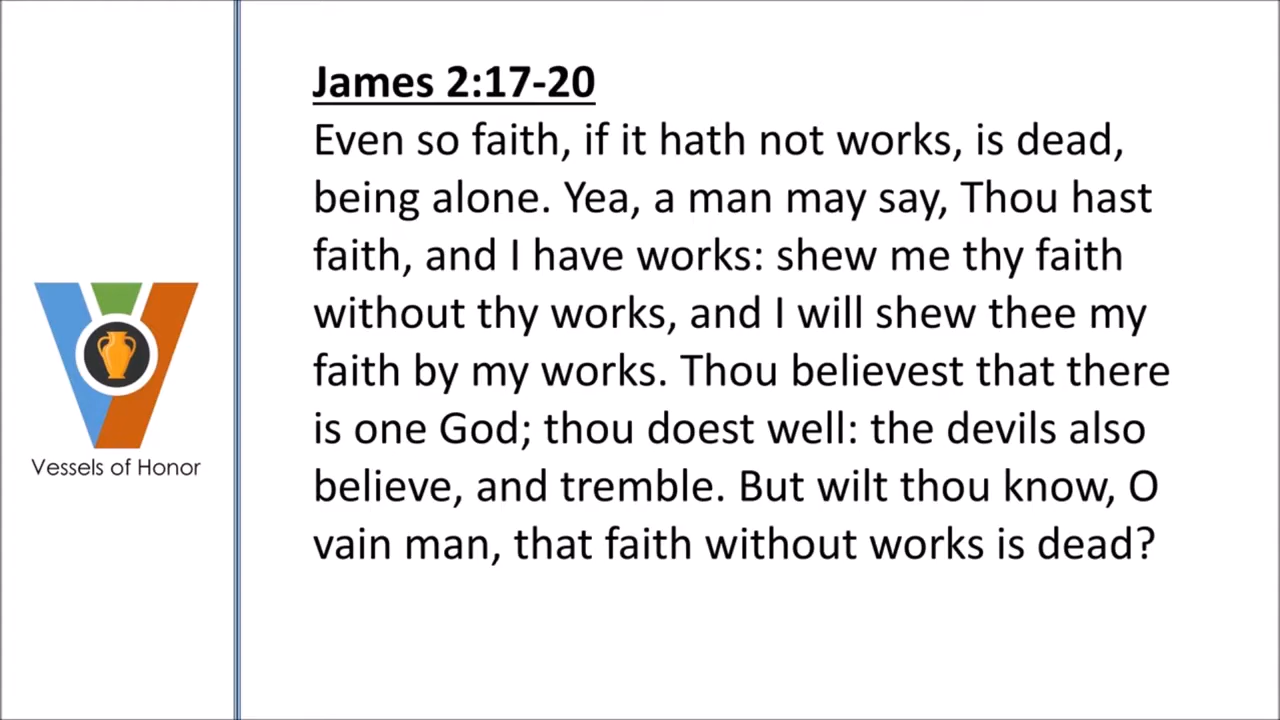 James 2:17-20
Even so faith, if it hath not works, is dead,
being alone. Yea, a man may say, Thou hast
faith, and I have works: shew me thy faith
without thy works, and I will shew thee my
faith by my works. Thou believest that there
is one God; thou doest well: the devils also
believe, and tremble. But wilt thou know, O
vain man, that faith without works is dead?
Vessels of Honor